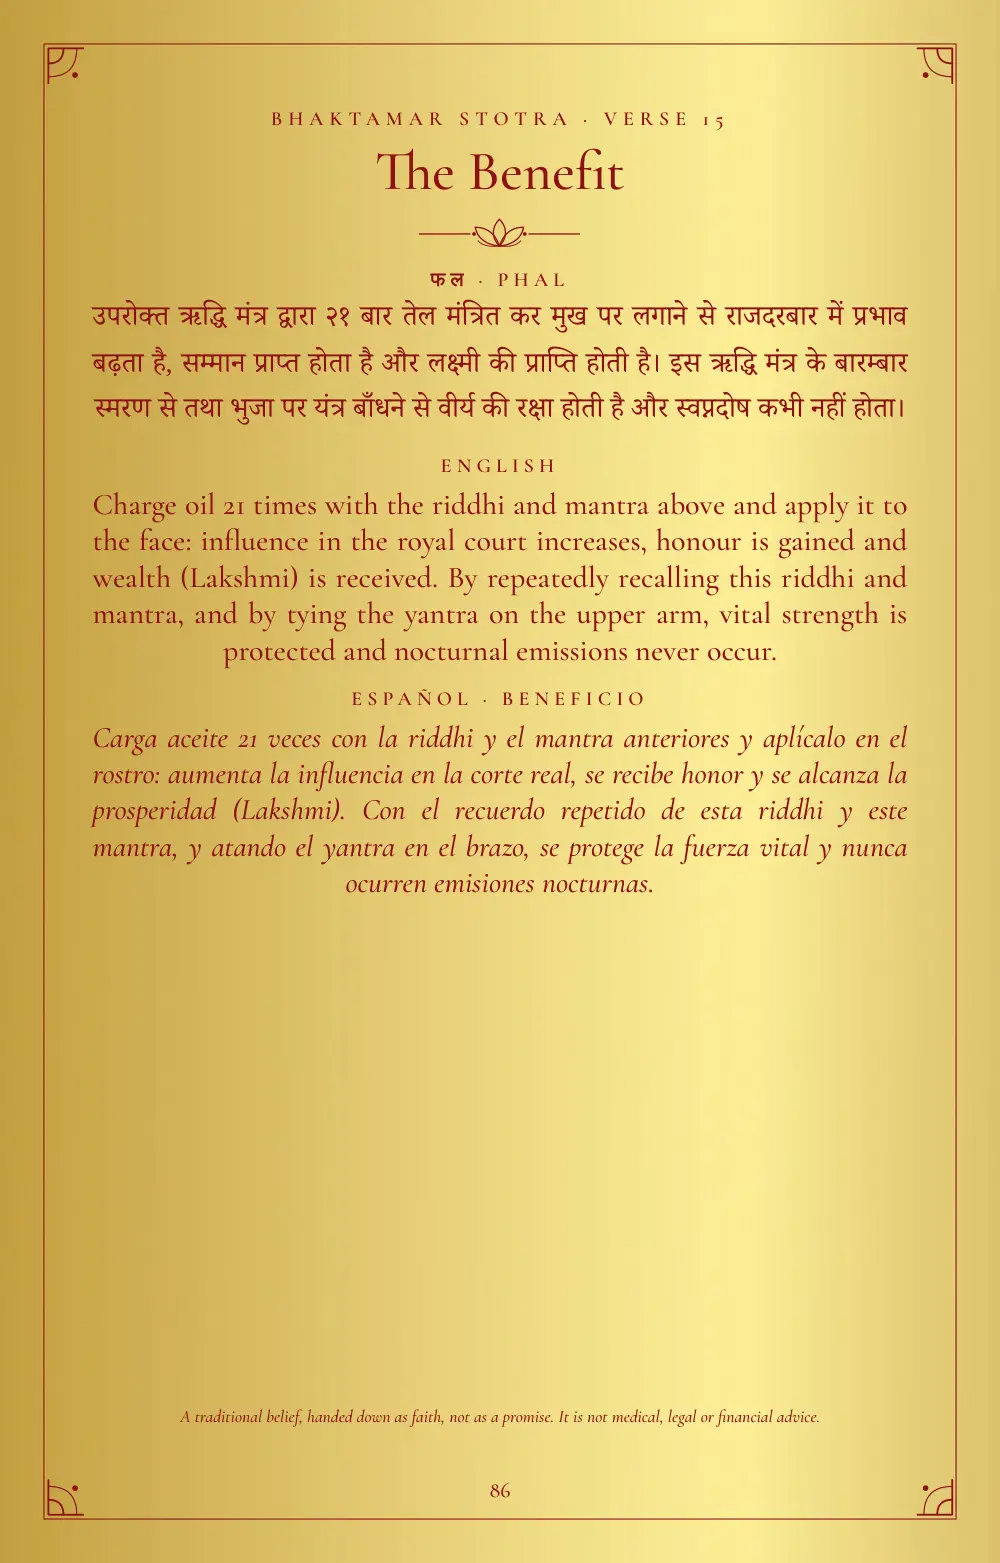 BHAKTAMAR STOTRA · VERSE 15
The Benefit
फल · PHAL
उपरोक्त ऋद्धि मंत्र द्वारा २१ बार तेल मंत्रित कर मुख पर लगाने से राजदरबार में प्रभाव
बढ़ता है, सम्मान प्राप्त होता है और लक्ष्मी की प्राप्ति होती है। इस ऋद्धि मंत्र के बारम्बार
स्मरण से तथा भुजा पर यंत्र बाँधने से वीर्य की रक्षा होती है और स्वप्नदोष कभी नहीं होता।
ENGLISH
Charge oil 21 times with the riddhi and mantra above and apply it to
the face: influence in the royal court increases, honour is gained and
wealth (Lakshmi) is received. By repeatedly recalling this riddhi and
mantra, and by tying the yantra on the upper arm, vital strength is
protected and nocturnal emissions never occur.
ESPAÑOL · BENEFICIO
Carga aceite 21 veces con la riddhi y el mantra anteriores y aplícalo en el
rostro: aumenta la influencia en la corte real, se recibe honor y se alcanza la
prosperidad (Lakshmi). Con el recuerdo repetido de esta riddhi y este
mantra, y atando el yantra en el brazo, se protege la fuerza vital y nunca
ocurren emisiones nocturnas.
A traditional belief, handed down as faith, not as a promise. It is not medical, legal or financial advice.
86